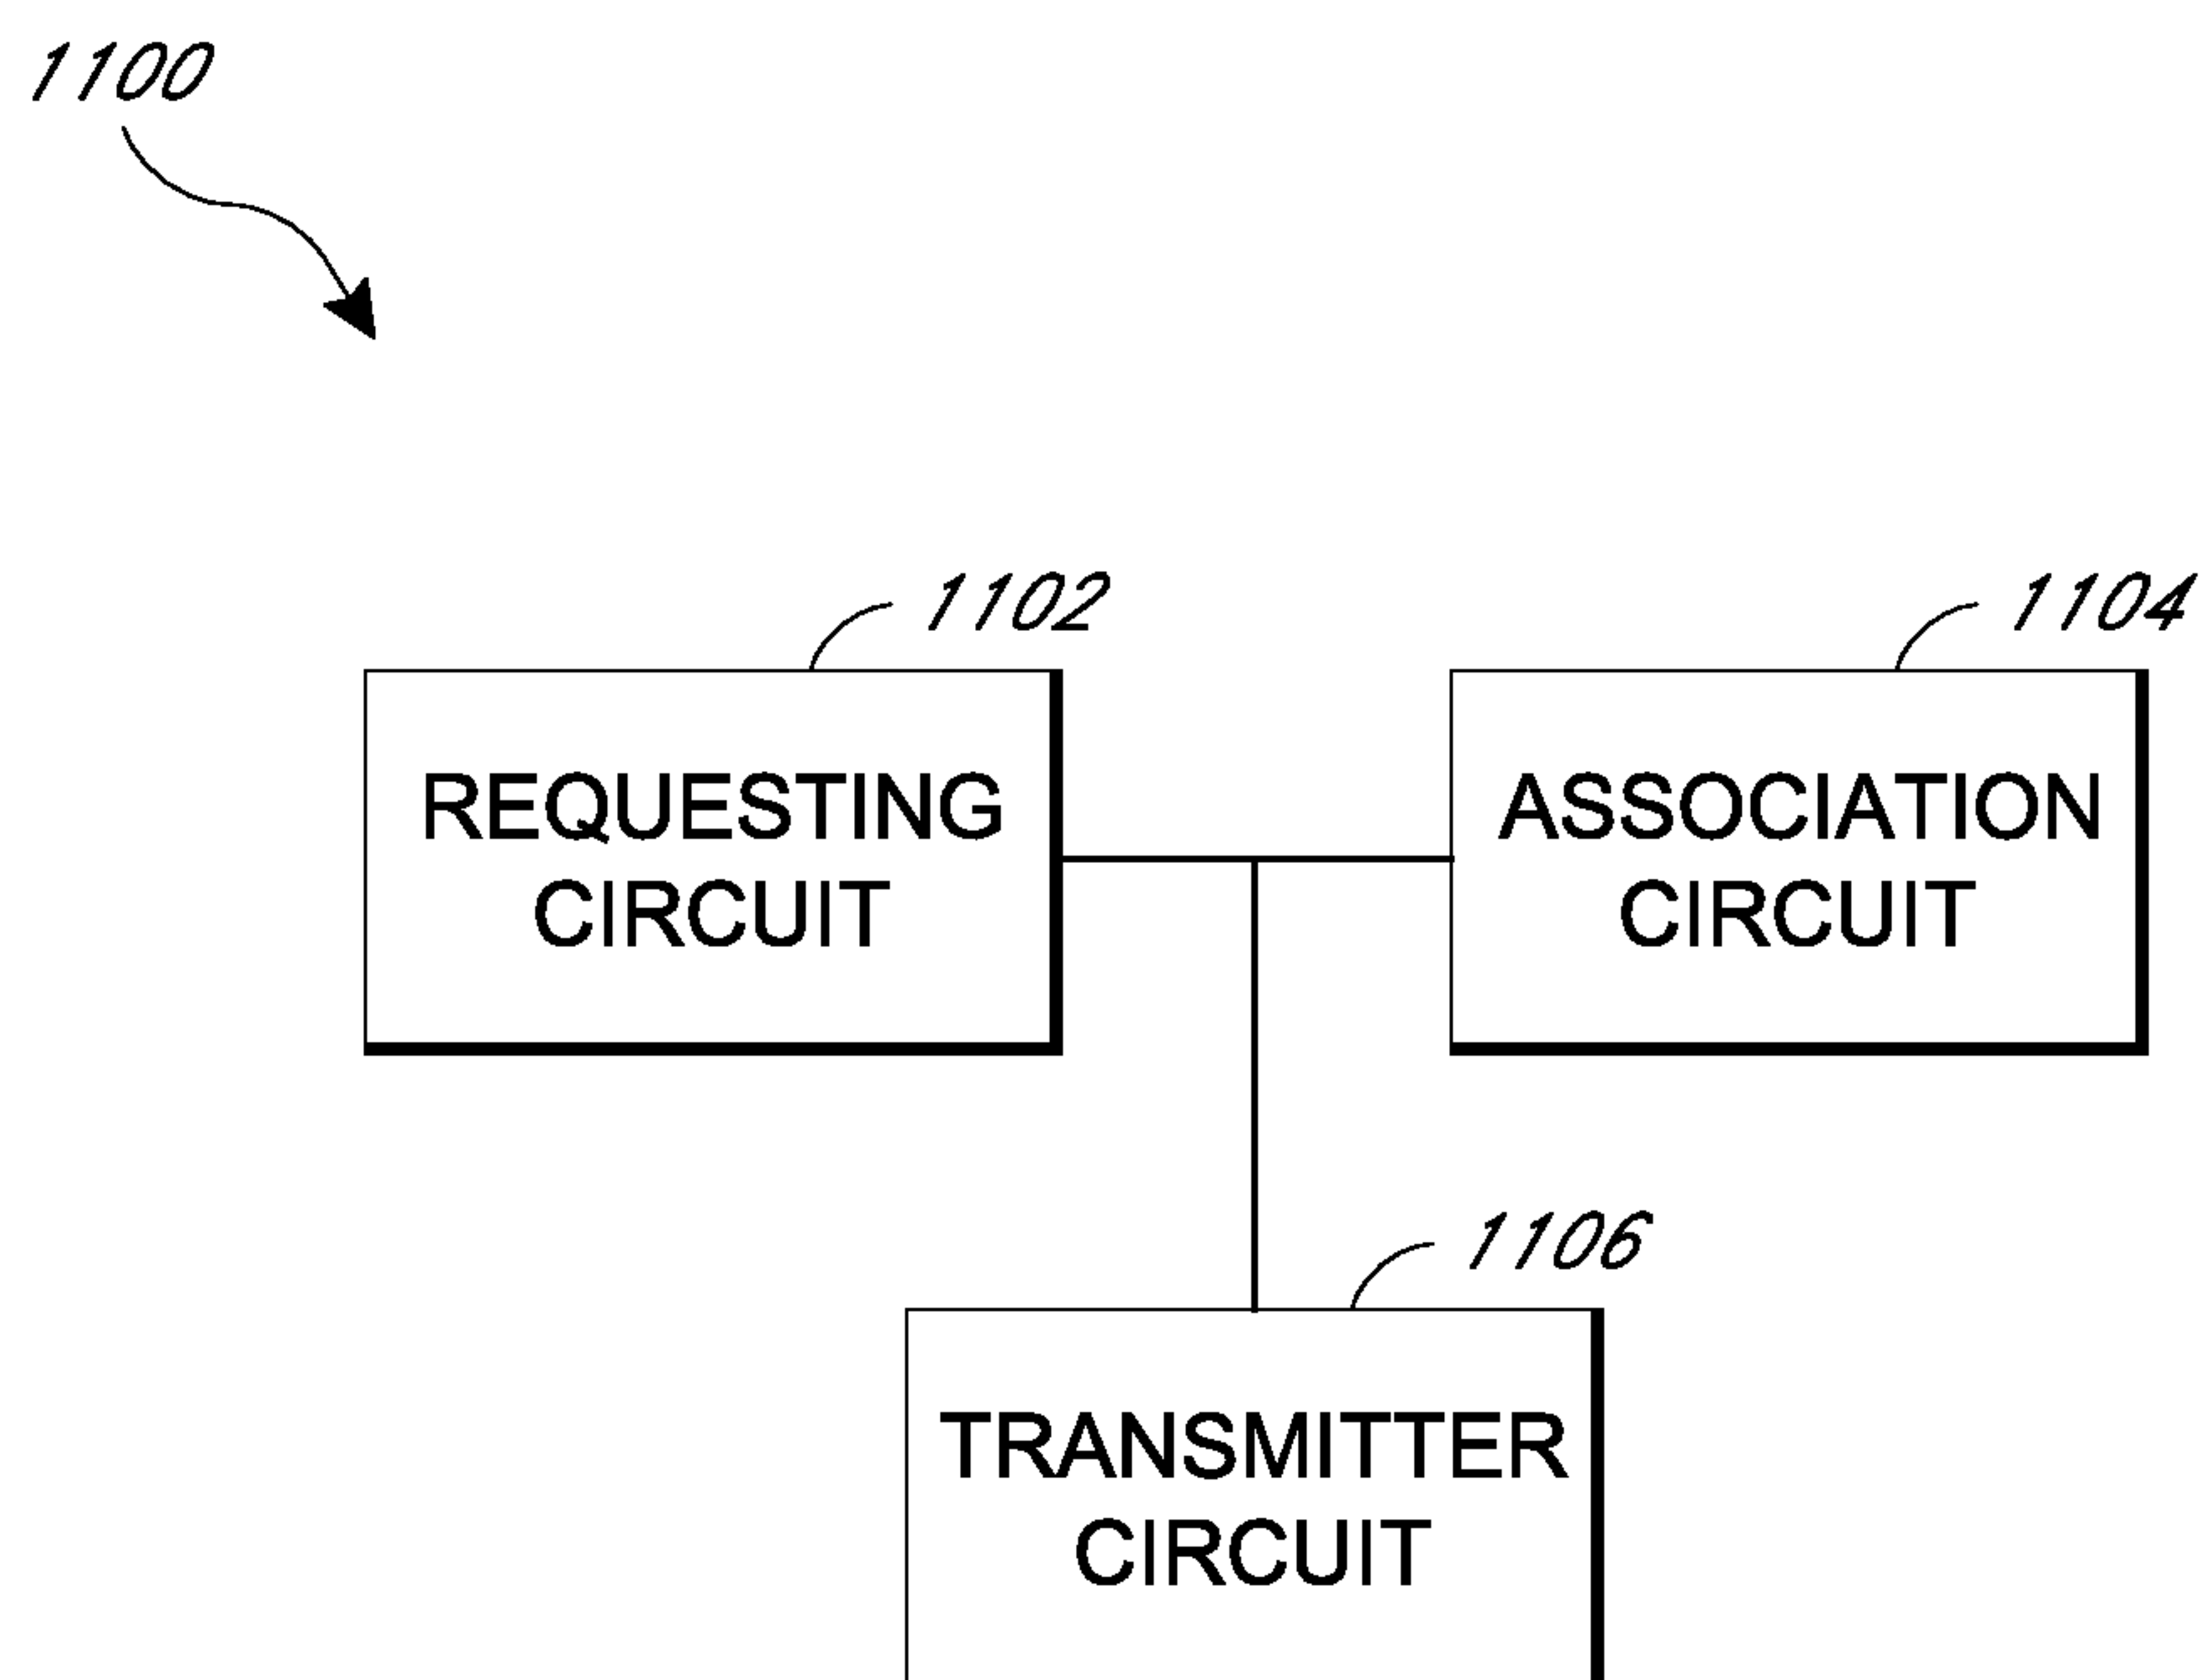 1100
1102
1104
REQUESTING
CIRCUIT
ASSOCIATION
CIRCUIT
1106
TRANSMITTER
CIRCUIT